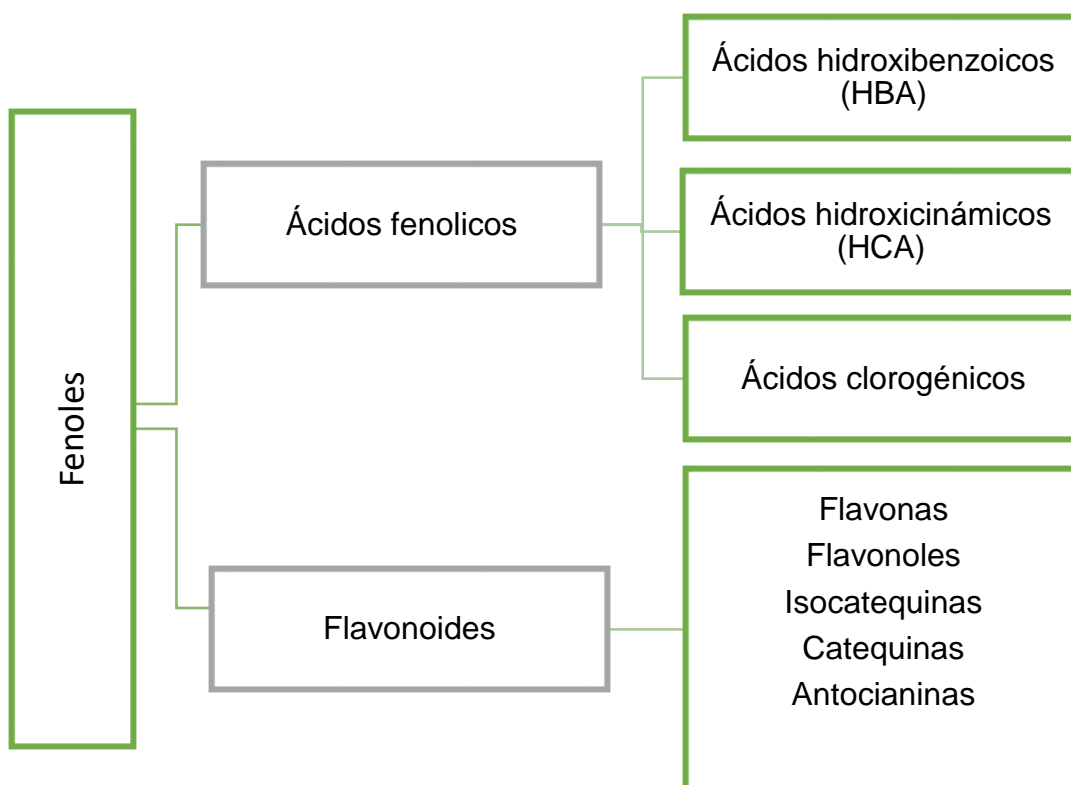 Fenoles
Ácidos fenolicos
Ácidos hidroxibenzoicos
(HBA)
Ácidos hidroxicinámicos
(HCA)
Ácidos clorogénicos
Flavonoides
Flavonas
Flavonoles
Isocatequinas
Catequinas
Antocianinas